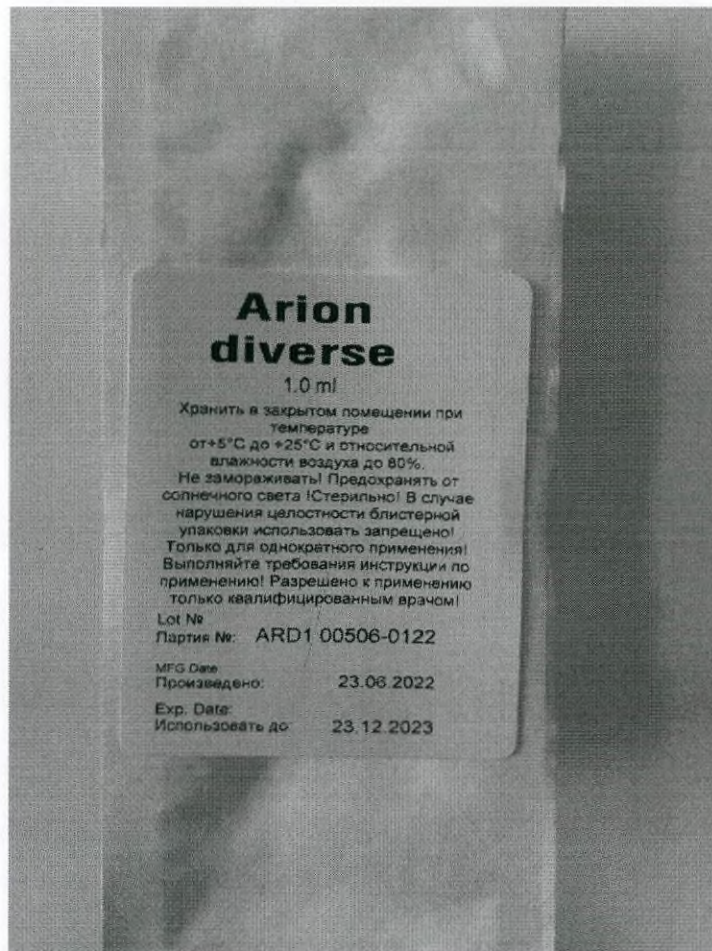 Arion
diverse
1.0 ml
Хранить в закрытом помещении при
температуре
от+5°C до +25°C и относительной
влажности воздуха до 80%.
Не замораживать! Предохранять от
солнечного света !Стерильно! В случае
нарушения целостности блистерной
упаковки использовать запрещено!
Только для однократного применения!
Выполняйте требования инструкции по
применению! Разрешено к применению
только квалифицированным врачом!
Lot №
Партия №: ARD1 00506-0122
MFG Date
Произведено: 23.06.2022
Exp. Date:
Использовать до: 23.12.2023